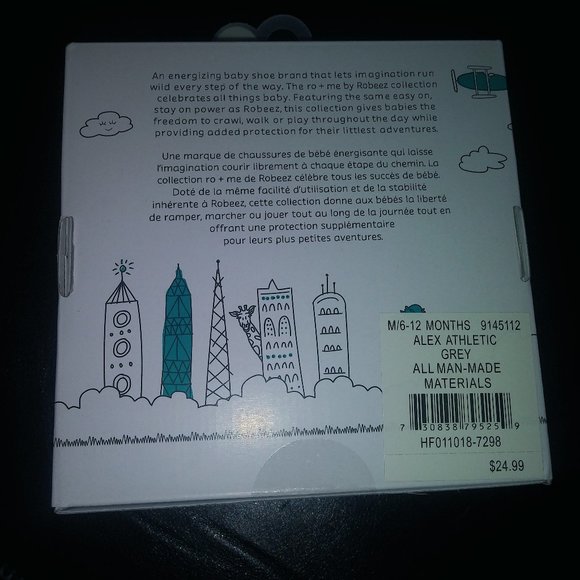 An energizing baby shoe brand that lets imagination run
wild every step of the way. The ro + me by Robeez collection
celebrates all things baby. Featuring the same easy on,
stay on power as Robeez, this collection gives babies the
freedom to crawl, walk or play throughout the day while
providing added protection for their littlest adventures.
Une marque de chaussures de bébé énergisante qui laisse
l'imagination courir librement à chaque étape du chemin. La
collection ro + me de Robeez célèbre tous les succès de bébé.
Doté de la même facilité d'utilisation et de la stabilité
inhérente à Robeez, cette collection donne aux bébés la liberté
de ramper, marcher ou jouer tout au long de la journée tout en
offrant une protection supplémentaire
pour leurs plus petites aventures.
M/6-12 MONTHS 9145112
ALEX ATHLETIC
GREY
ALL MAN-MADE
MATERIALS
7 30838 79525 9
HF011018-7298
$24.99